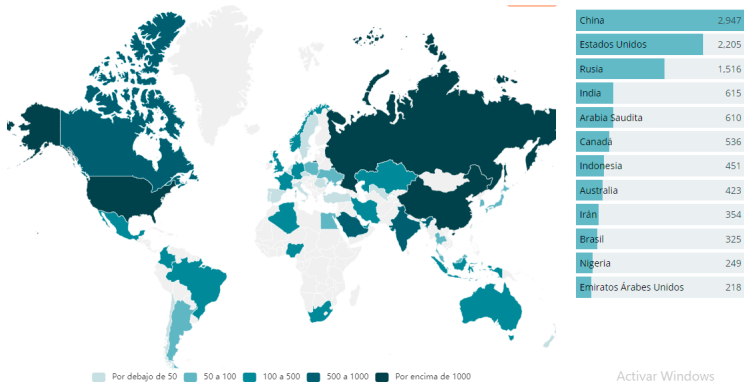 China 2,947
Estados Unidos 2,205
Rusia 1,516
India 615
Arabia Saudita 610
Canadá 536
Indonesia 451
Australia 423
Irán 354
Brasil 325
Nigeria 249
Emiratos Árabes Unidos 218
Por debajo de 50 50 a 100 100 a 500 500 a 1000 Por encima de 1000
Activar Windows